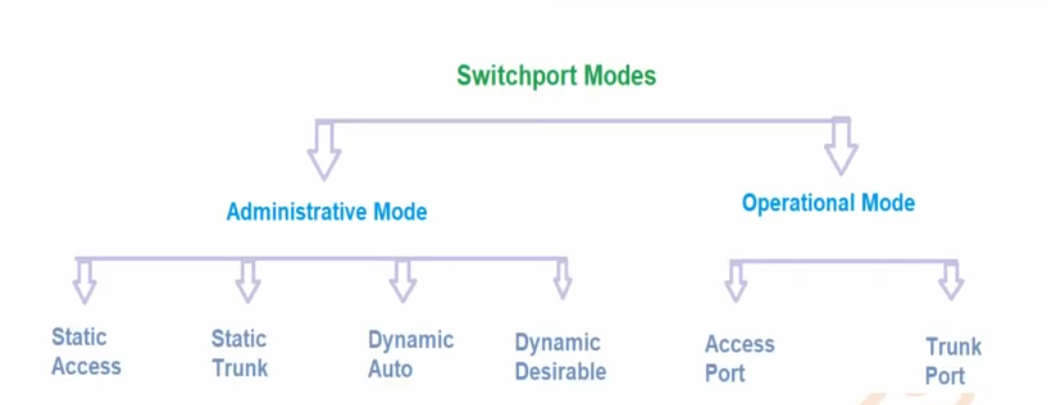 Switchport Modes
Administrative Mode
Operational Mode
Static
Access
Static
Trunk
Dynamic
Auto
Dynamic
Desirable
Access
Port
Trunk
Port